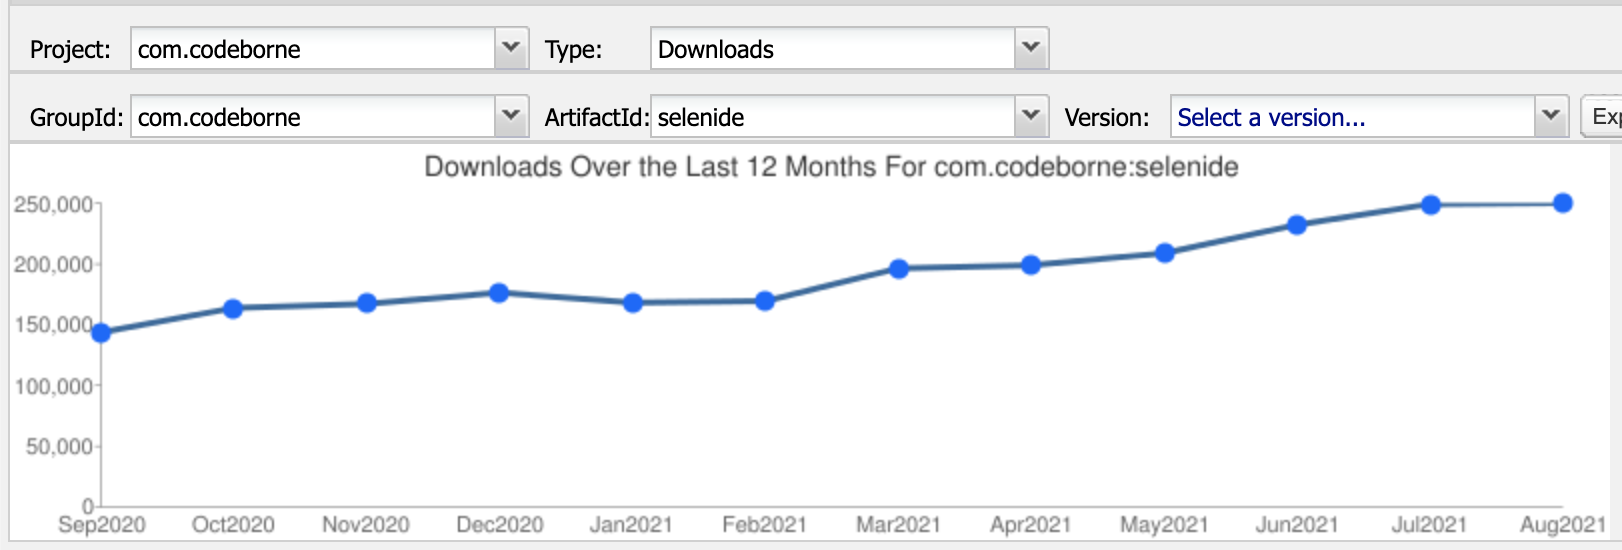 Project: com.codeborne Type: Downloads
GroupId: com.codeborne ArtifactId: selenide Version: Select a version... Exp
Downloads Over the Last 12 Months For com.codeborne:selenide
250,000
200,000
150,000
100,000
50,000
0
Sep2020 Oct2020 Nov2020 Dec2020 Jan2021 Feb2021 Mar2021 Apr2021 May2021 Jun2021 Jul2021 Aug2021